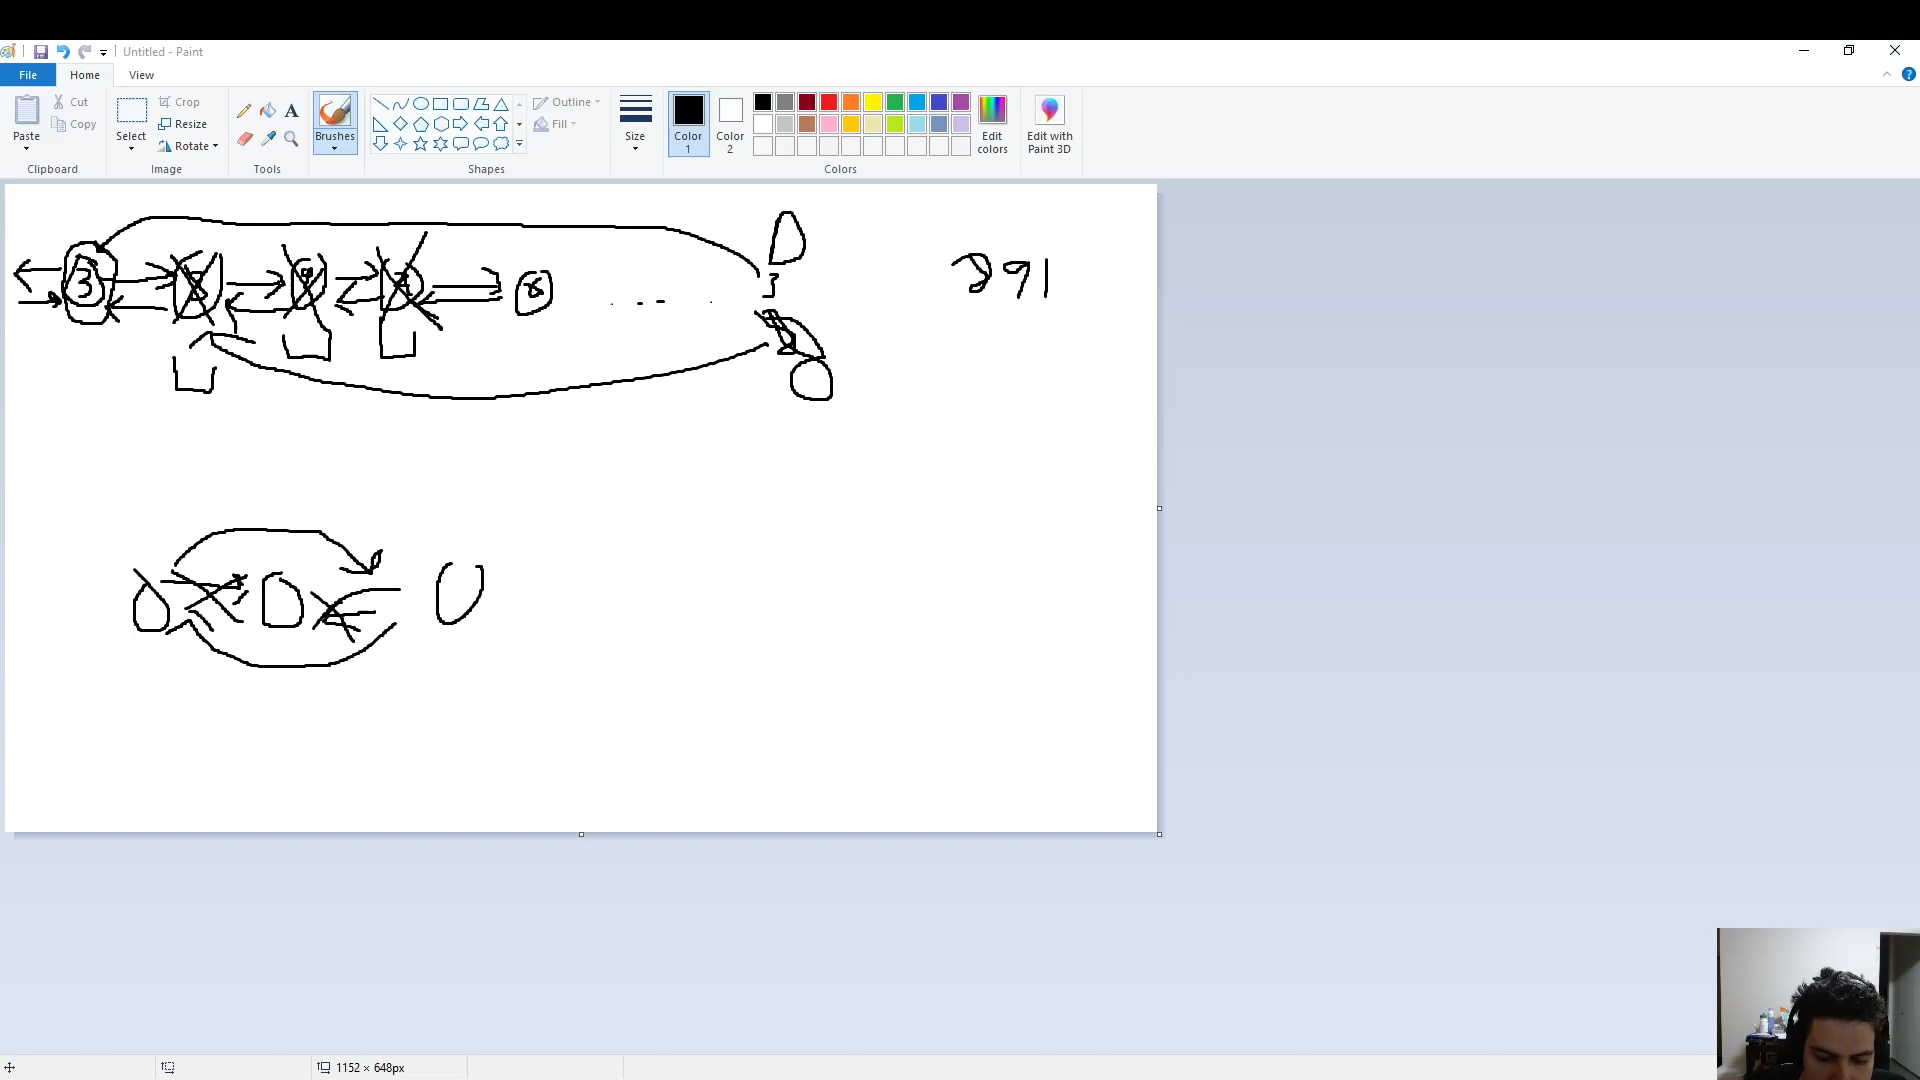 Untitled - Paint
File Home View
Paste Cut Copy Clipboard
Select Crop Resize Rotate Image
A Tools
Brushes
Shapes Outline Fill
Size
Color 1 Color 2 Edit colors Colors
Edit with Paint 3D
3
391
1152 × 648px